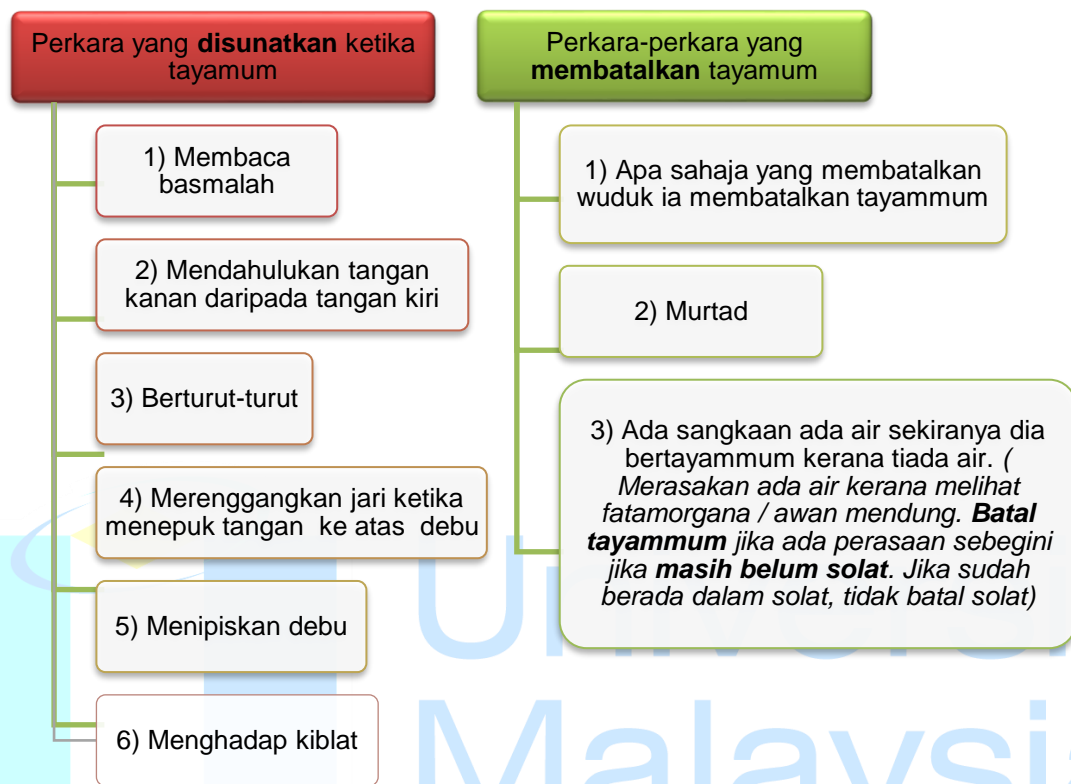 Perkara yang disunatkan ketika
tayamum
1) Membaca
basmalah
2) Mendahulukan tangan
kanan daripada tangan kiri
3) Berturut-turut
4) Merenggangkan jari ketika
menepuk tangan ke atas debu
5) Menipiskan debu
6) Menghadap kiblat
Perkara-perkara yang
membatalkan tayamum
1) Apa sahaja yang membatalkan
wuduk ia membatalkan tayammum
2) Murtad
3) Ada sangkaan ada air sekiranya dia
bertayammum kerana tiada air. (
Merasakan ada air kerana melihat
fatamorgana / awan mendung. Batal
tayammum jika ada perasaan sebegini
jika masih belum solat. Jika sudah
berada dalam solat, tidak batal solat)
Malaysia